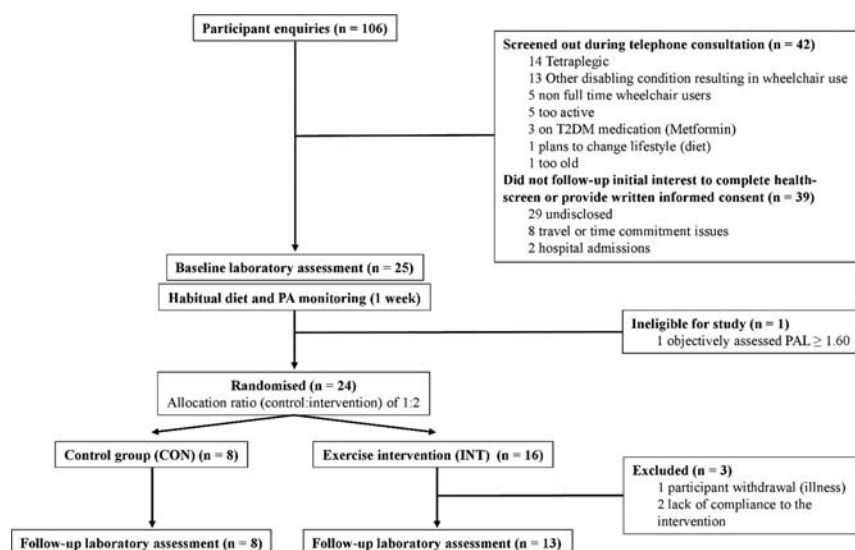 Participant enquiries (n = 106)
Screened out during telephone consultation (n = 42)
14 Tetraplegic
13 Other disabling condition resulting in wheelchair use
5 non full time wheelchair users
5 too active
3 on T2DM medication (Metformin)
1 plans to change lifestyle (diet)
1 too old
Did not follow-up initial interest to complete health-
screen or provide written informed consent (n = 39)
29 undisclosed
8 travel or time commitment issues
2 hospital admissions
Baseline laboratory assessment (n = 25)
Habitual diet and PA monitoring (1 week)
Ineligible for study (n = 1)
1 objectively assessed PAL ≥ 1.60
Randomised (n = 24)
Allocation ratio (control:intervention) of 1:2
Control group (CON) (n = 8)
Exercise intervention (INT) (n = 16)
Excluded (n = 3)
1 participant withdrawal (illness)
2 lack of compliance to the
intervention
Follow-up laboratory assessment (n = 8)
Follow-up laboratory assessment (n = 13)